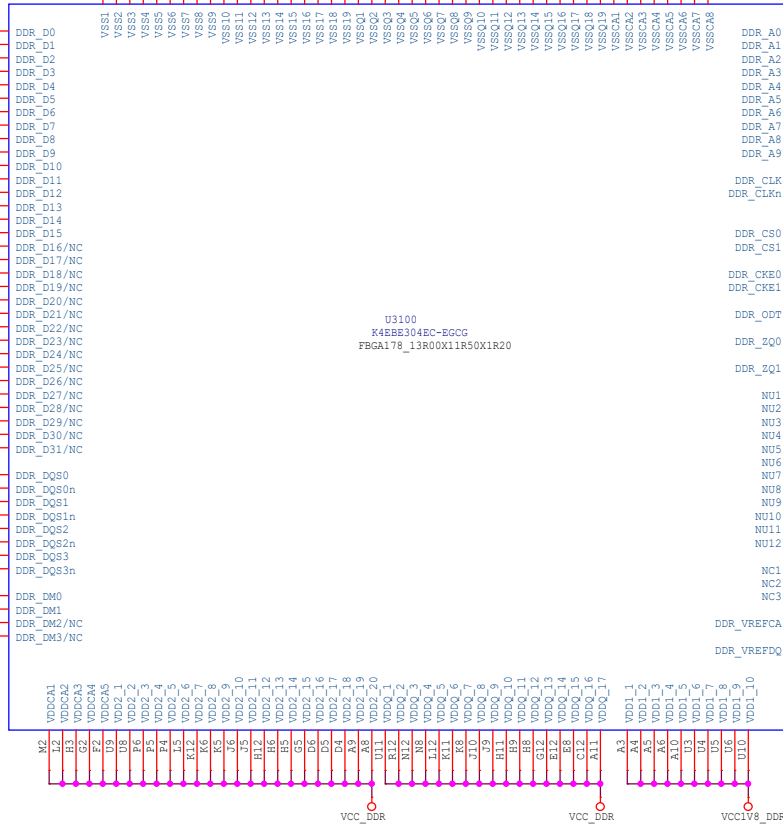 VSS1
VSS2
VSS3
VSS4
VSS5
VSS6
VSS7
VSS8
VSS9
VSS10
VSS11
VSS12
VSS13
VSS14
VSS15
VSS16
VSS17
VSS18
VSS19
VSSQ1
VSSQ2
VSSQ3
VSSQ4
VSSQ5
VSSQ6
VSSQ7
VSSQ8
VSSQ9
VSSQ10
VSSQ11
VSSQ12
VSSQ13
VSSQ14
VSSQ15
VSSQ16
VSSQ17
VSSQ18
VSSQ19
VSSCA1
VSSCA2
VSSCA3
VSSCA4
VSSCA5
VSSCA6
VSSCA7
VSSCA8
DDR_D0
DDR_D1
DDR_D2
DDR_D3
DDR_D4
DDR_D5
DDR_D6
DDR_D7
DDR_D8
DDR_D9
DDR_D10
DDR_D11
DDR_D12
DDR_D13
DDR_D14
DDR_D15
DDR_D16/NC
DDR_D17/NC
DDR_D18/NC
DDR_D19/NC
DDR_D20/NC
DDR_D21/NC
DDR_D22/NC
DDR_D23/NC
DDR_D24/NC
DDR_D25/NC
DDR_D26/NC
DDR_D27/NC
DDR_D28/NC
DDR_D29/NC
DDR_D30/NC
DDR_D31/NC
DDR_DQS0
DDR_DQS0n
DDR_DQS1
DDR_DQS1n
DDR_DQS2
DDR_DQS2n
DDR_DQS3
DDR_DQS3n
DDR_DM0
DDR_DM1
DDR_DM2/NC
DDR_DM3/NC
U3100
K4EBE304EC-EGCG
FBGA178_13R00X11R50X1R20
DDR_A0
DDR_A1
DDR_A2
DDR_A3
DDR_A4
DDR_A5
DDR_A6
DDR_A7
DDR_A8
DDR_A9
DDR_CLK
DDR_CLKn
DDR_CS0
DDR_CS1
DDR_CKE0
DDR_CKE1
DDR_ODT
DDR_ZQ0
DDR_ZQ1
NU1
NU2
NU3
NU4
NU5
NU6
NU7
NU8
NU9
NU10
NU11
NU12
NC1
NC2
NC3
DDR_VREFCA
DDR_VREFDQ
VDDCA1
VDDCA2
VDDCA3
VDDCA4
VDDCA5
VDD2_1
VDD2_2
VDD2_3
VDD2_4
VDD2_5
VDD2_6
VDD2_7
VDD2_8
VDD2_9
VDD2_10
VDD2_11
VDD2_12
VDD2_13
VDD2_14
VDD2_15
VDD2_16
VDD2_17
VDD2_18
VDD2_19
VDD2_20
VDDQ_1
VDDQ_2
VDDQ_3
VDDQ_4
VDDQ_5
VDDQ_6
VDDQ_7
VDDQ_8
VDDQ_9
VDDQ_10
VDDQ_11
VDDQ_12
VDDQ_13
VDDQ_14
VDDQ_15
VDDQ_16
VDDQ_17
VDD1_1
VDD1_2
VDD1_3
VDD1_4
VDD1_5
VDD1_6
VDD1_7
VDD1_8
VDD1_9
VDD1_10
M2
L2
H3
G2
F2
U9
U8
P6
P5
P4
L5
K12
K6
K5
J6
J5
H12
H6
H5
G5
D6
D5
D4
A9
A8
U11
R12
N12
N8
L12
K11
K8
J10
J9
H11
H9
H8
G12
E12
E8
C12
A11
A3
A4
A5
A6
A10
U3
U4
U5
U6
U10
VCC_DDR
VCC_DDR
VCC1V8_DDR